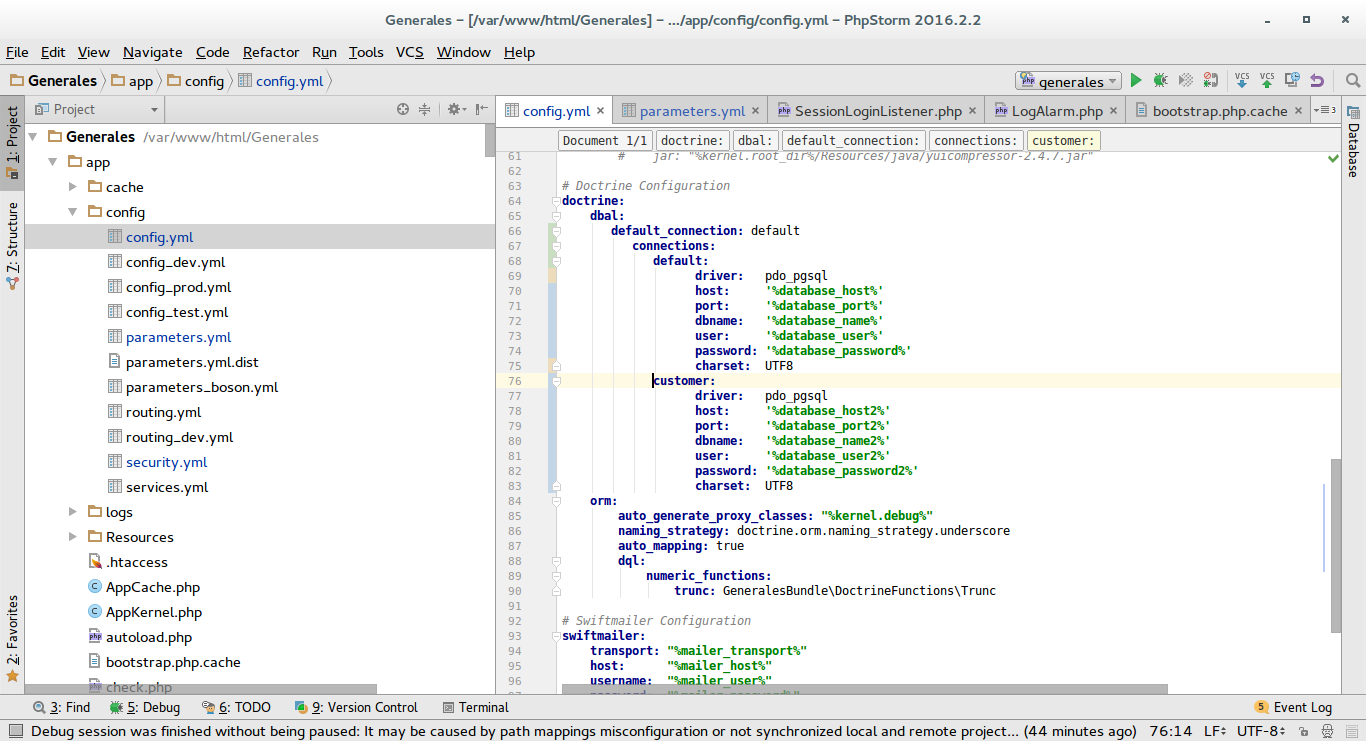 Generales – [/var/www/html/Generales] – .../app/config/config.yml – PhpStorm 2016.2.2
File Edit View Navigate Code Refactor Run Tools VCS Window Help
Generales app config config.yml generales VCS VCS
1: Project
7: Structure
2: Favorites
Project
Generales /var/www/html/Generales
app
cache
config
config.yml
config_dev.yml
config_prod.yml
config_test.yml
parameters.yml
parameters.yml.dist
parameters_boson.yml
routing.yml
routing_dev.yml
security.yml
services.yml
logs
Resources
.htaccess
AppCache.php
AppKernel.php
autoload.php
bootstrap.php.cache
check.php
config.yml × parameters.yml × SessionLoginListener.php × LogAlarm.php × bootstrap.php.cache × 3
Document 1/1 doctrine: dbal: default_connection: connections: customer:
61 # jar: "%kernel.root_dir%/Resources/java/yuicompressor-2.4.7.jar"
62
63 # Doctrine Configuration
64 doctrine:
65 dbal:
66 default_connection: default
67 connections:
68 default:
69 driver: pdo_pgsql
70 host: '%database_host%'
71 port: '%database_port%'
72 dbname: '%database_name%'
73 user: '%database_user%'
74 password: '%database_password%'
75 charset: UTF8
76 customer:
77 driver: pdo_pgsql
78 host: '%database_host2%'
79 port: '%database_port2%'
80 dbname: '%database_name2%'
81 user: '%database_user2%'
82 password: '%database_password2%'
83 charset: UTF8
84 orm:
85 auto_generate_proxy_classes: "%kernel.debug%"
86 naming_strategy: doctrine.orm.naming_strategy.underscore
87 auto_mapping: true
88 dql:
89 numeric_functions:
90 trunc: GeneralesBundle\DoctrineFunctions\Trunc
91
92 # Swiftmailer Configuration
93 swiftmailer:
94 transport: "%mailer_transport%"
95 host: "%mailer_host%"
96 username: "%mailer_user%"
Database
3: Find 5: Debug 6: TODO 9: Version Control Terminal 5 Event Log
Debug session was finished without being paused: It may be caused by path mappings misconfiguration or not synchronized local and remote project... (44 minutes ago) 76:14 LF UTF-8